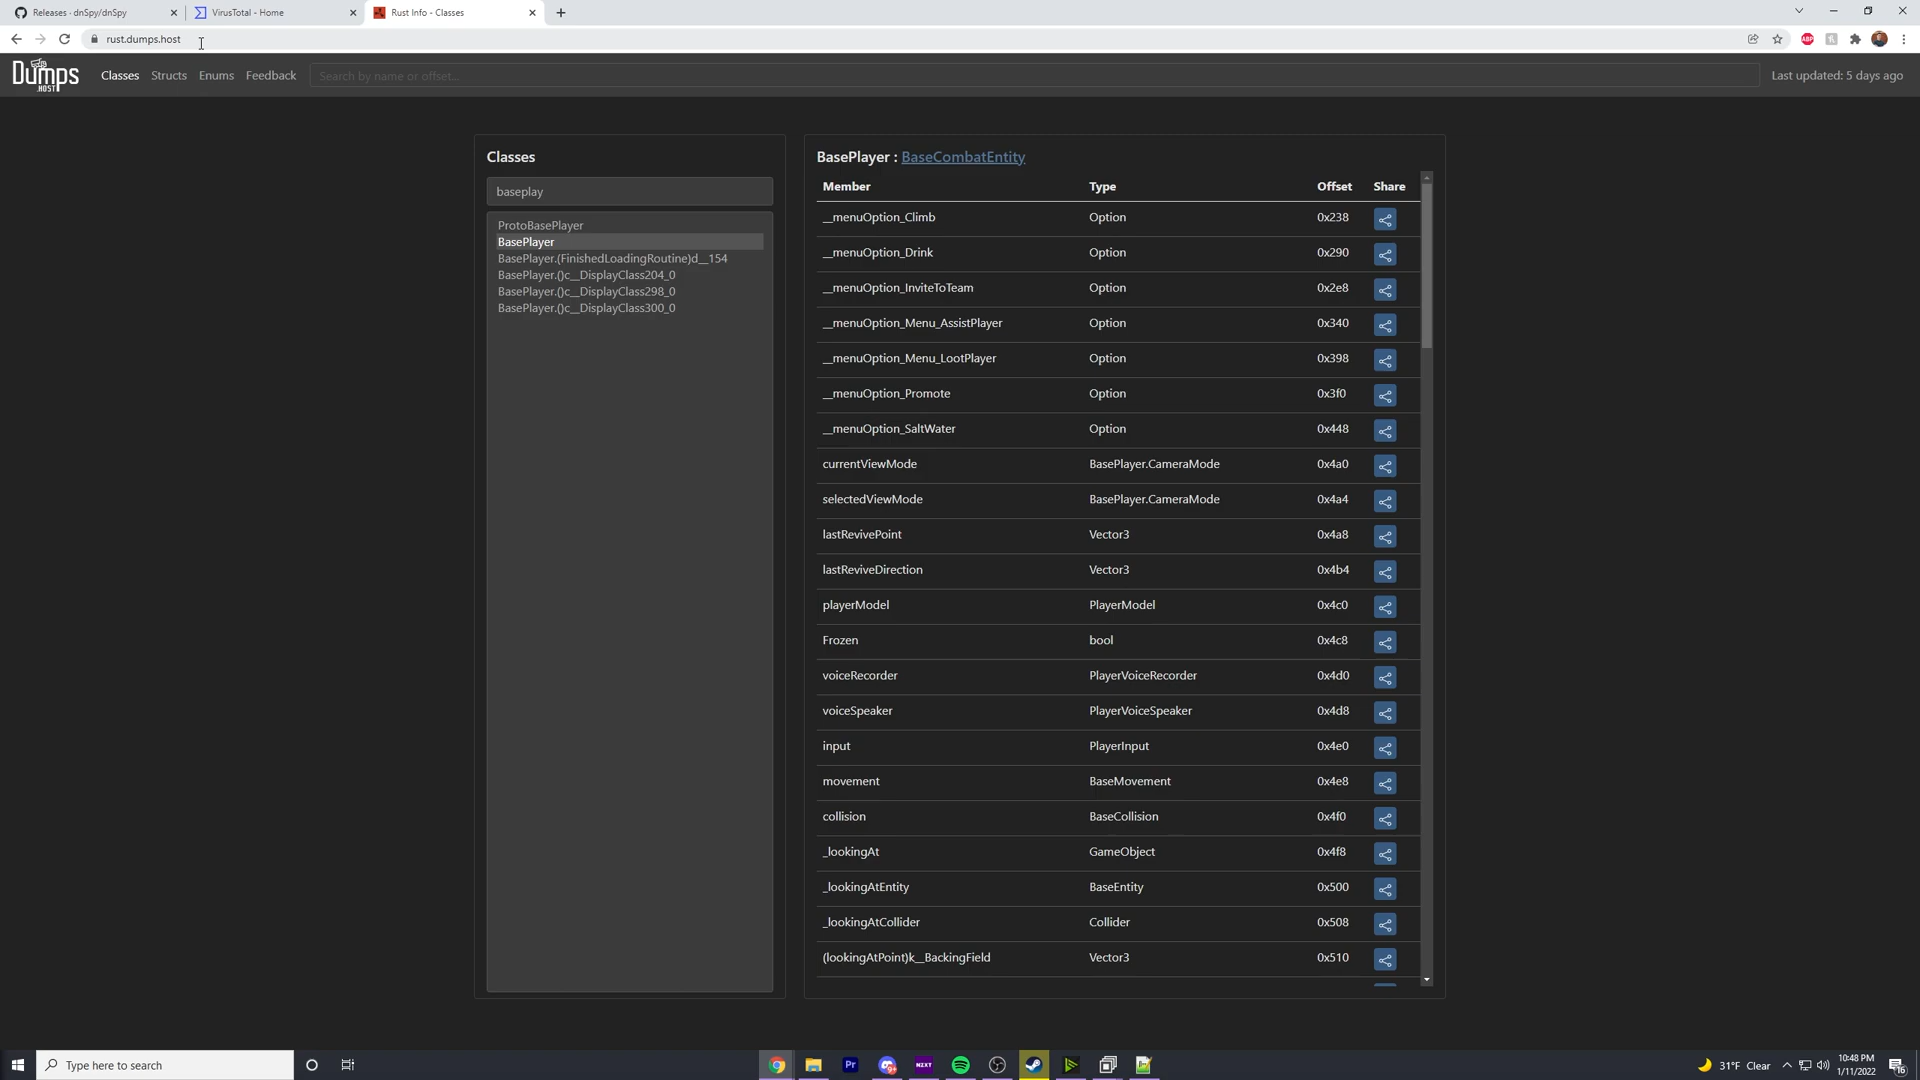 Releases · dnSpy/dnSpy
VirusTotal - Home
Rust Info - Classes
rust.dumps.host
ABP
Dumps
.HOST
Classes
Structs
Enums
Feedback
Search by name or offset...
Last updated: 5 days ago
Classes
baseplay
ProtoBasePlayer
BasePlayer
BasePlayer.(FinishedLoadingRoutine)d__154
BasePlayer.()c__DisplayClass204_0
BasePlayer.()c__DisplayClass298_0
BasePlayer.()c__DisplayClass300_0
BasePlayer : BaseCombatEntity
Member Type Offset Share
__menuOption_Climb Option 0x238
__menuOption_Drink Option 0x290
__menuOption_InviteToTeam Option 0x2e8
__menuOption_Menu_AssistPlayer Option 0x340
__menuOption_Menu_LootPlayer Option 0x398
__menuOption_Promote Option 0x3f0
__menuOption_SaltWater Option 0x448
currentViewMode BasePlayer.CameraMode 0x4a0
selectedViewMode BasePlayer.CameraMode 0x4a4
lastRevivePoint Vector3 0x4a8
lastReviveDirection Vector3 0x4b4
playerModel PlayerModel 0x4c0
Frozen bool 0x4c8
voiceRecorder PlayerVoiceRecorder 0x4d0
voiceSpeaker PlayerVoiceSpeaker 0x4d8
input PlayerInput 0x4e0
movement BaseMovement 0x4e8
collision BaseCollision 0x4f0
_lookingAt GameObject 0x4f8
_lookingAtEntity BaseEntity 0x500
_lookingAtCollider Collider 0x508
(lookingAtPoint)k__BackingField Vector3 0x510
Type here to search
Pr
NZXT
31°F Clear
10:48 PM
1/11/2022